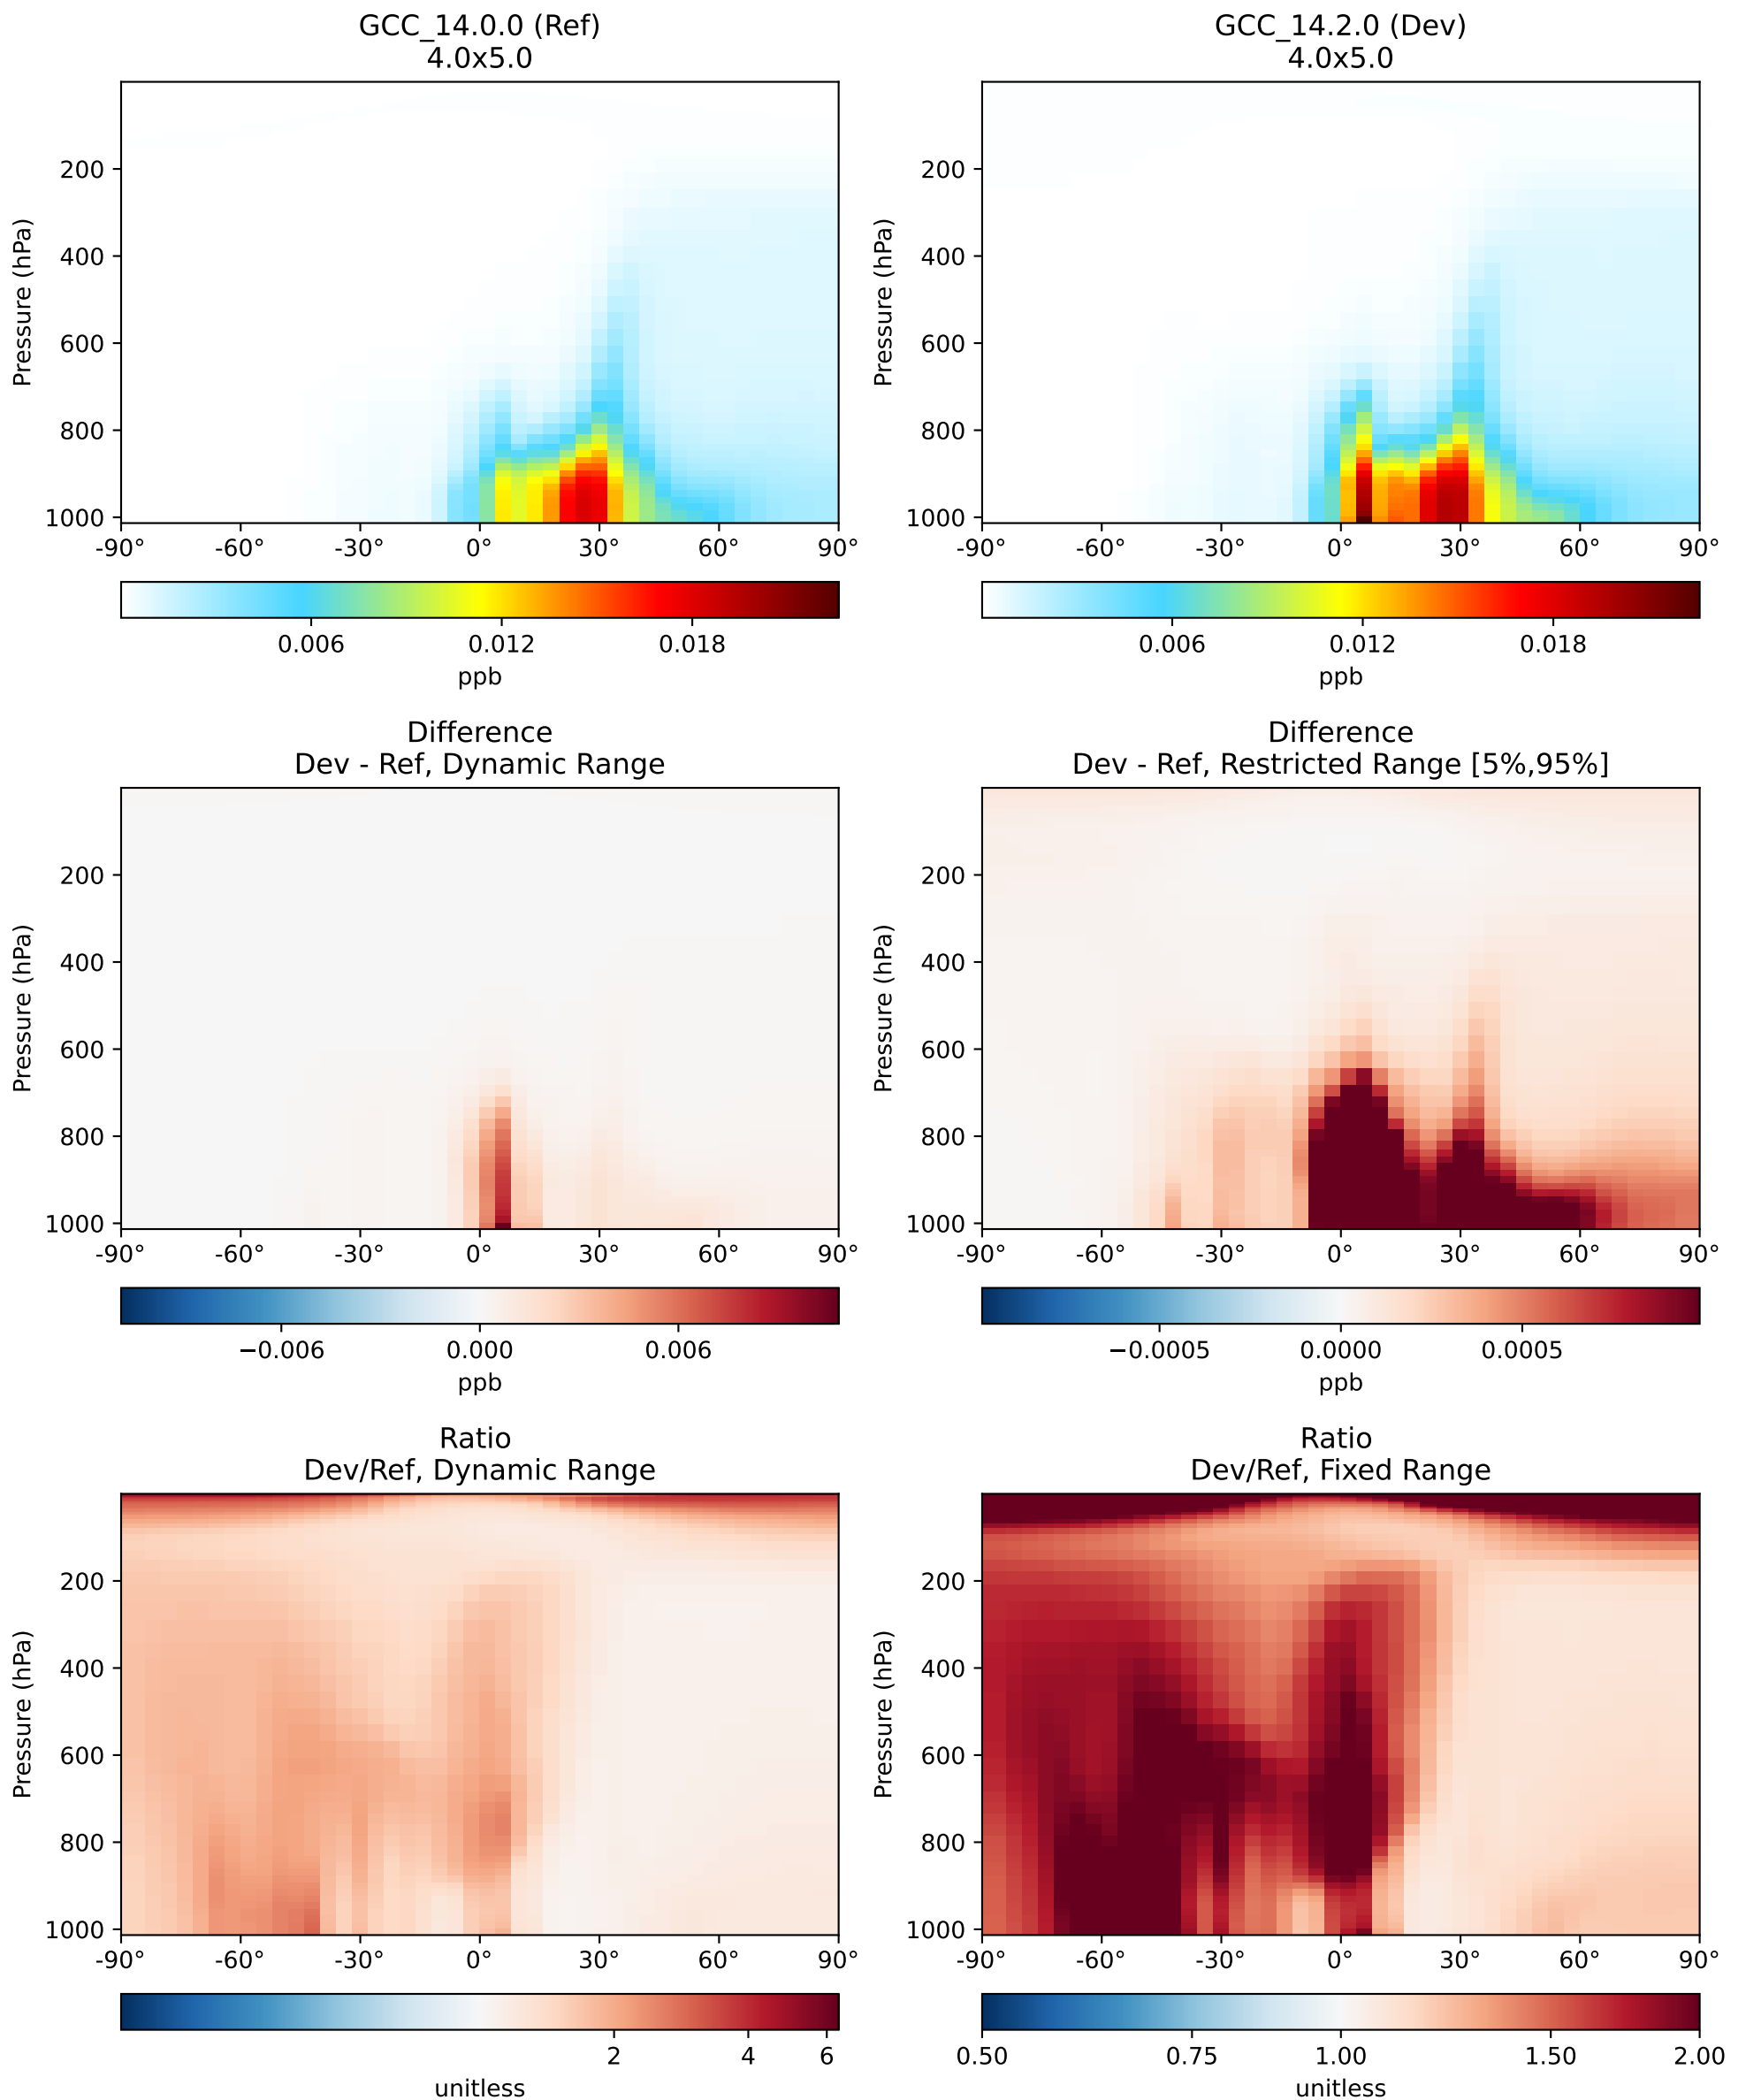 GCC_14.0.0 (Ref)
4.0x5.0
Pressure (hPa)
200
400
600
800
1000
-90° -60° -30° 0° 30° 60° 90°
0.006 0.012 0.018
ppb
GCC_14.2.0 (Dev)
4.0x5.0
Pressure (hPa)
200
400
600
800
1000
-90° -60° -30° 0° 30° 60° 90°
0.006 0.012 0.018
ppb
Difference
Dev - Ref, Dynamic Range
Pressure (hPa)
200
400
600
800
1000
-90° -60° -30° 0° 30° 60° 90°
−0.006 0.000 0.006
ppb
Difference
Dev - Ref, Restricted Range [5%,95%]
Pressure (hPa)
200
400
600
800
1000
-90° -60° -30° 0° 30° 60° 90°
−0.0005 0.0000 0.0005
ppb
Ratio
Dev/Ref, Dynamic Range
Pressure (hPa)
200
400
600
800
1000
-90° -60° -30° 0° 30° 60° 90°
2 4 6
unitless
Ratio
Dev/Ref, Fixed Range
Pressure (hPa)
200
400
600
800
1000
-90° -60° -30° 0° 30° 60° 90°
0.50 0.75 1.00 1.50 2.00
unitless